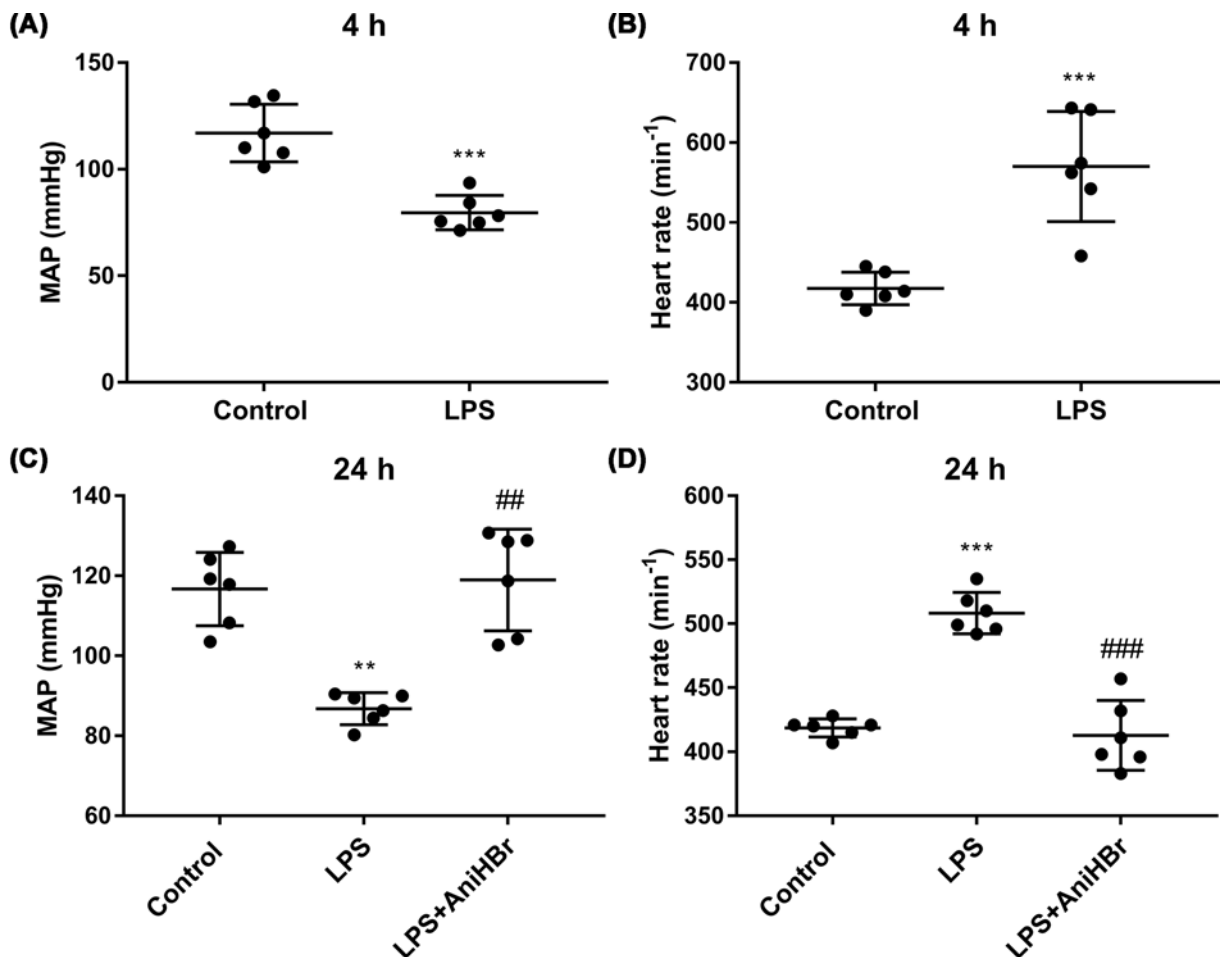 (A) 4 h
MAP (mmHg)
150
100
50
0
***
Control LPS
(B) 4 h
Heart rate (min⁻¹)
700
600
500
400
300
***
Control LPS
(C) 24 h
MAP (mmHg)
140
120
100
80
60
**
##
Control LPS LPS+AniHBr
(D) 24 h
Heart rate (min⁻¹)
600
550
500
450
400
350
***
###
Control LPS LPS+AniHBr